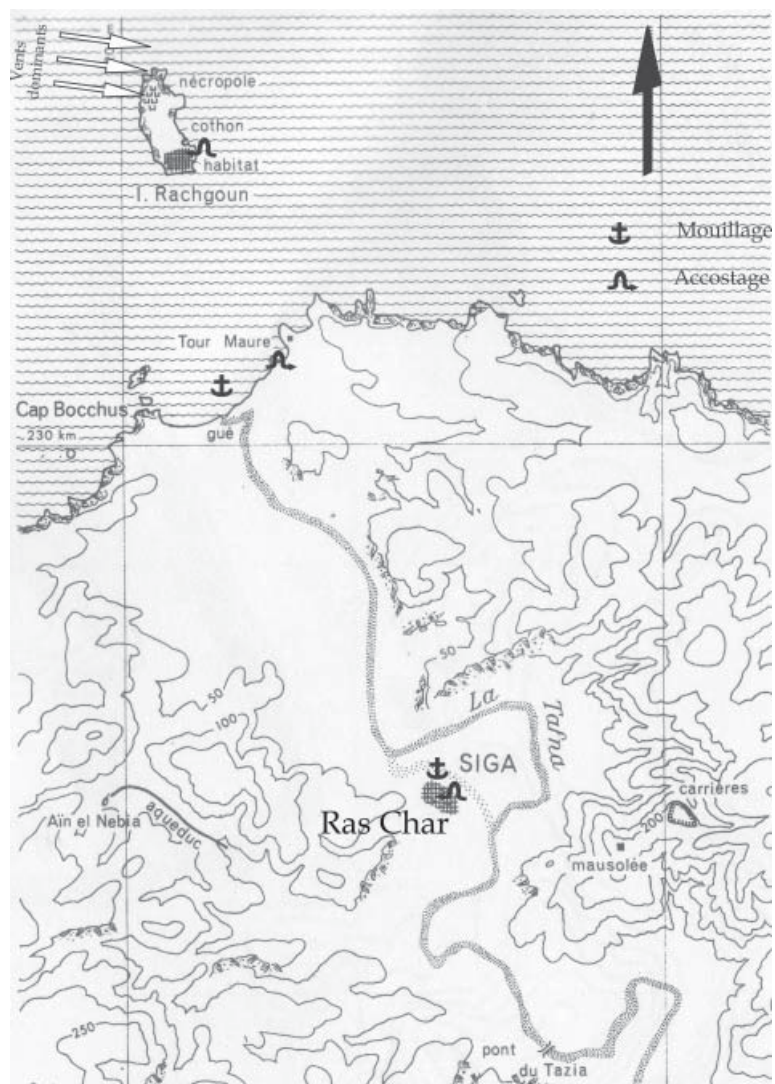 Vents
dominants
nécropole
cothon
habitat
I. Rachgoun
Mouillage
Accostage
Tour Maure
Cap Bocchus
230 km
gué
50
La
Tafna
50
100
SIGA
carrières
Aïn el Nebia
aqueduc
Ras Char
200
mausolée
250
pont
du Tazia